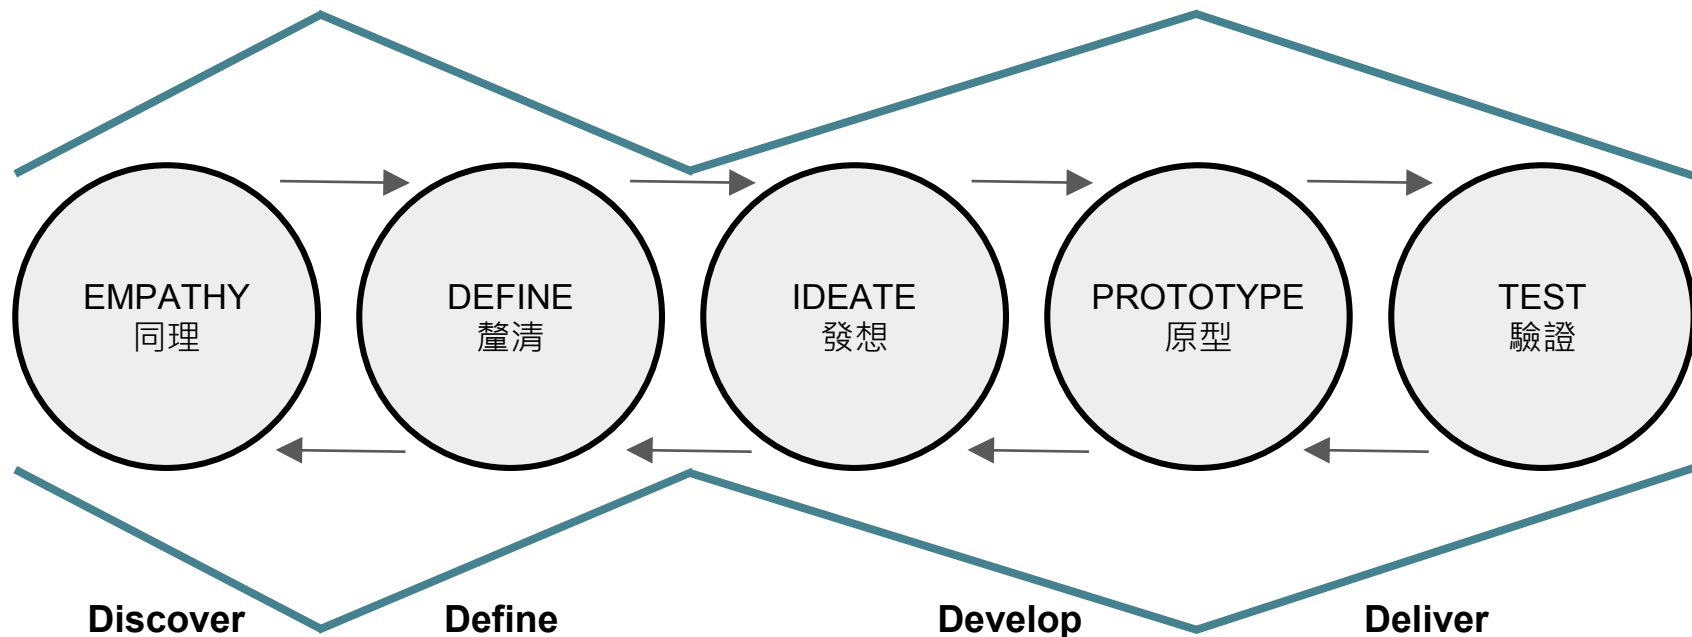 EMPATHY
同理
DEFINE
釐清
IDEATE
發想
PROTOTYPE
原型
TEST
驗證
Discover
Define
Develop
Deliver